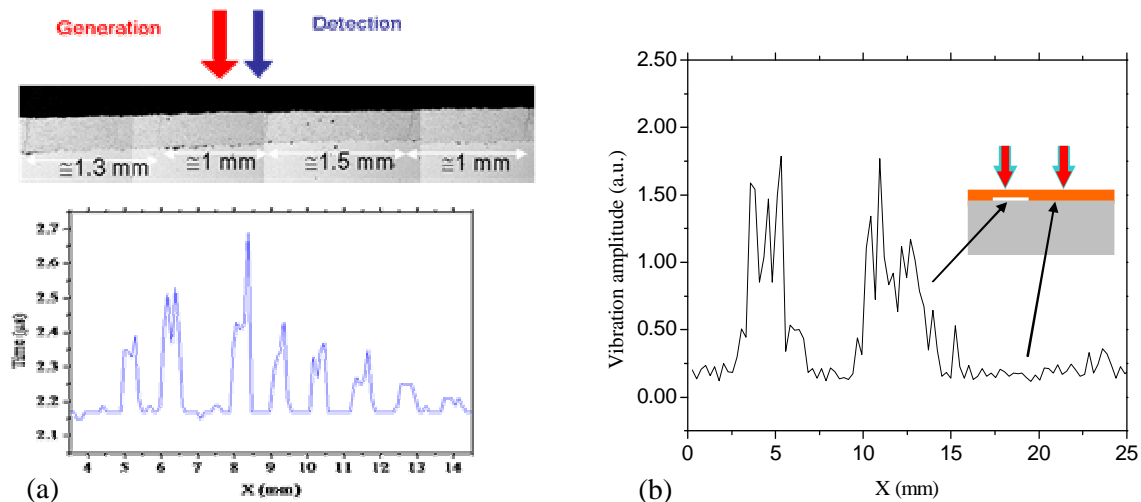 Generation Detection
≅1.3 mm ≅1 mm ≅1.5 mm ≅1 mm
2.7
2.6
2.5
2.4
2.3
2.2
2.1
Time (µs)
4 5 6 7 8 9 10 11 12 13 14
X (mm)
(a)
2.50
2.00
1.50
1.00
0.50
0.00
Vibration amplitude (a.u.)
0 5 10 15 20 25
X (mm)
(b)